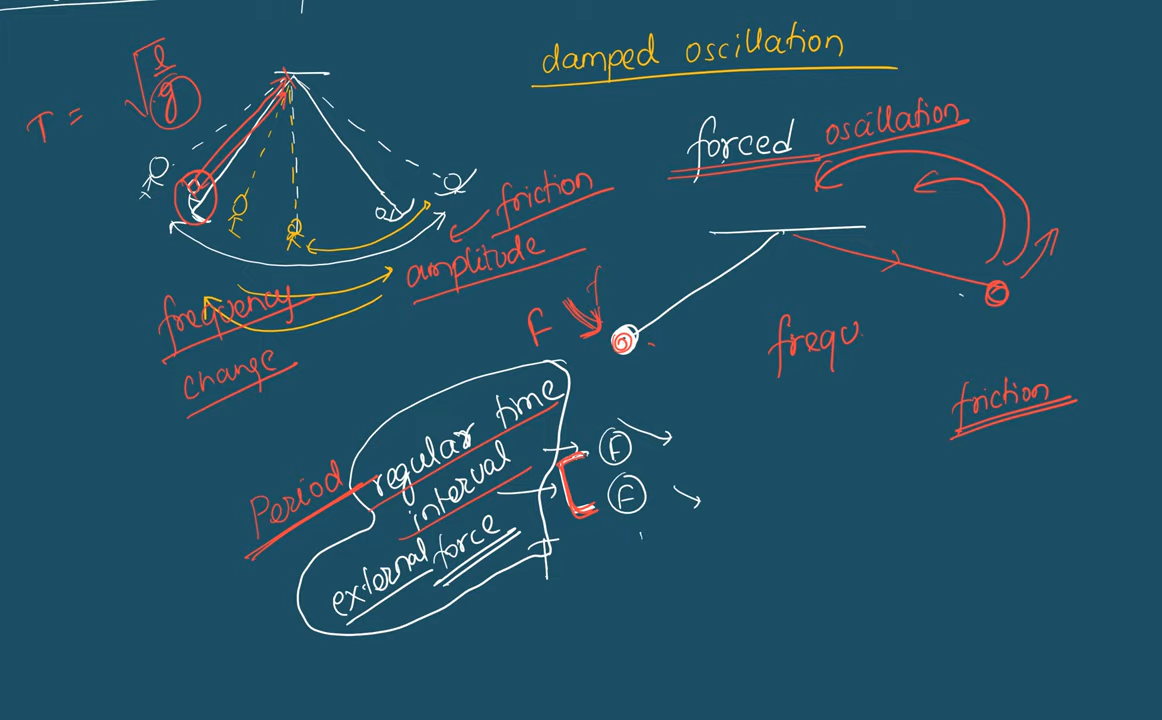 damped oscillation
T = √l/g
forced oscillation
friction
amplitude
frequency
change
F f
frequ
friction
regular time
interval
Period
external force
F
F